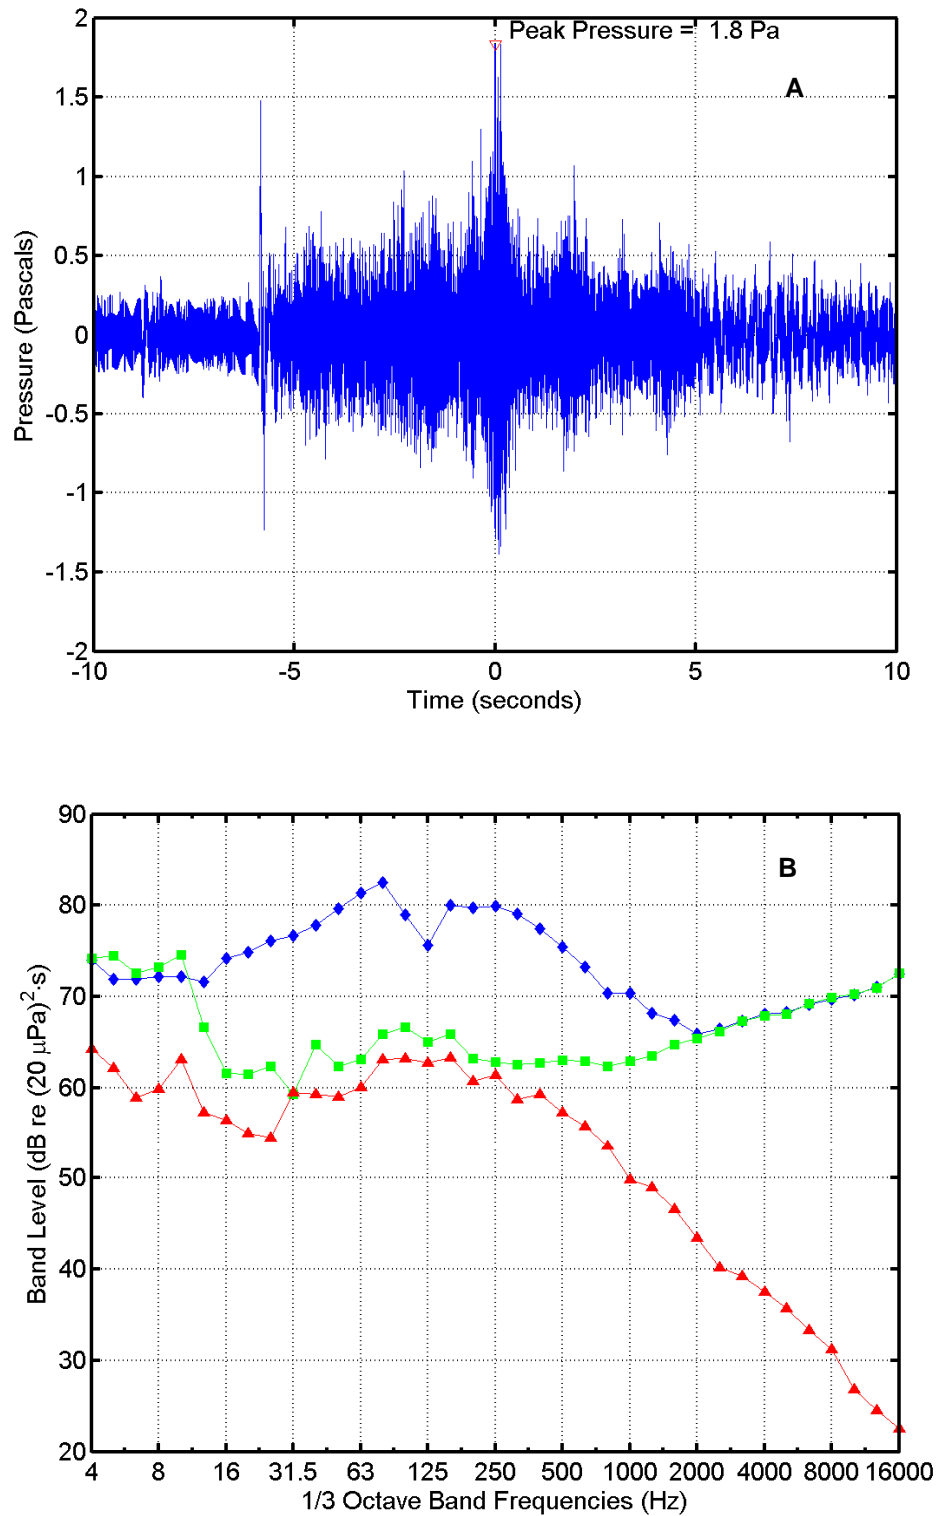 Peak Pressure = 1.8 Pa
A
2
1.5
1
0.5
0
-0.5
-1
-1.5
-2
Pressure (Pascals)
-10 -5 0 5 10
Time (seconds)
B
90
80
70
60
50
40
30
20
Band Level (dB re (20 μPa)²·s)
4 8 16 31.5 63 125 250 500 1000 2000 4000 8000 16000
1/3 Octave Band Frequencies (Hz)